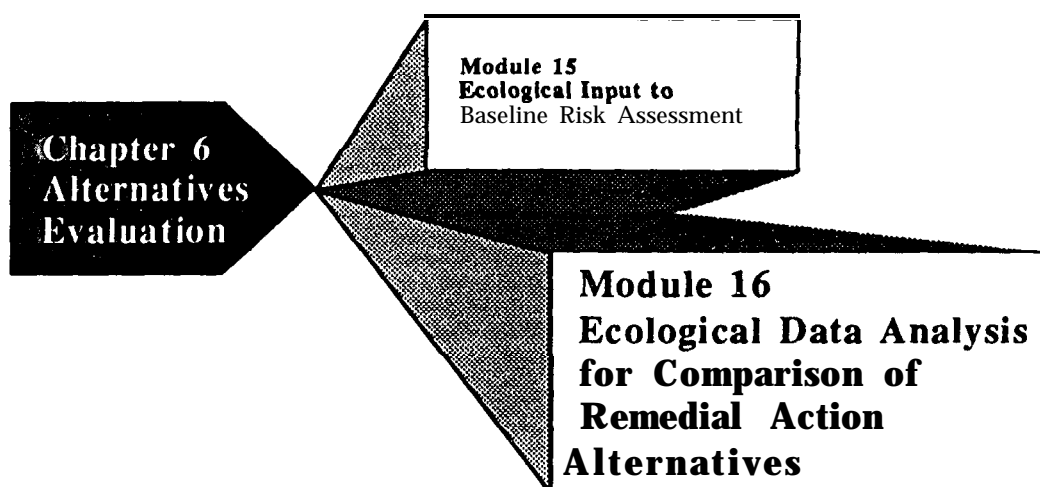 Chapter 6
Alternatives
Evaluation
Module 15
Ecological Input to
Baseline Risk Assessment
Module 16
Ecological Data Analysis
for Comparison of
Remedial Action
Alternatives